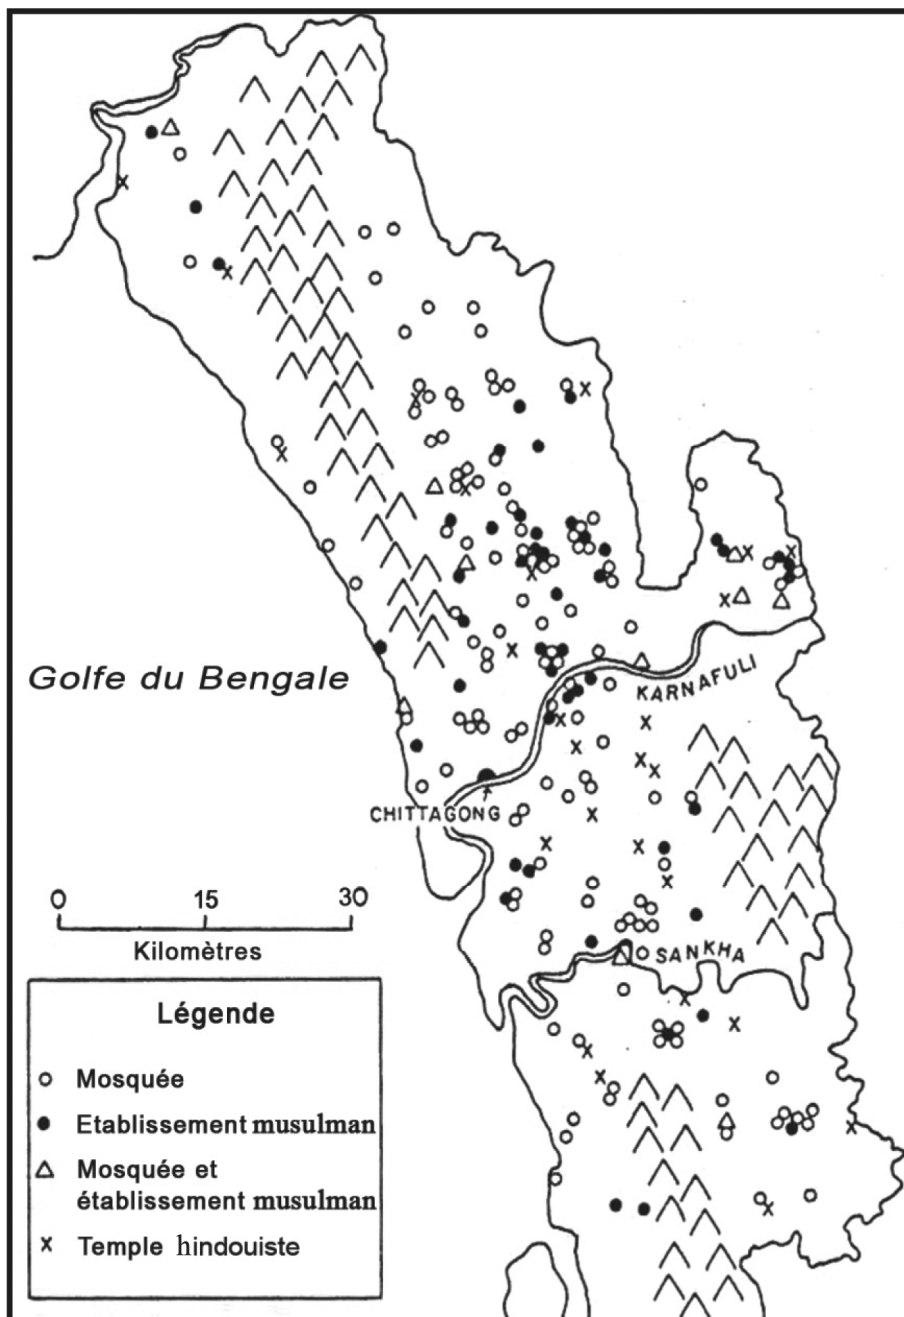 Golfe du Bengale
KARNAFULI
CHITTAGONG
0 15 30
Kilomètres
SANKHA
Légende
Mosquée
Etablissement musulman
Mosquée et
établissement musulman
Temple hindouiste